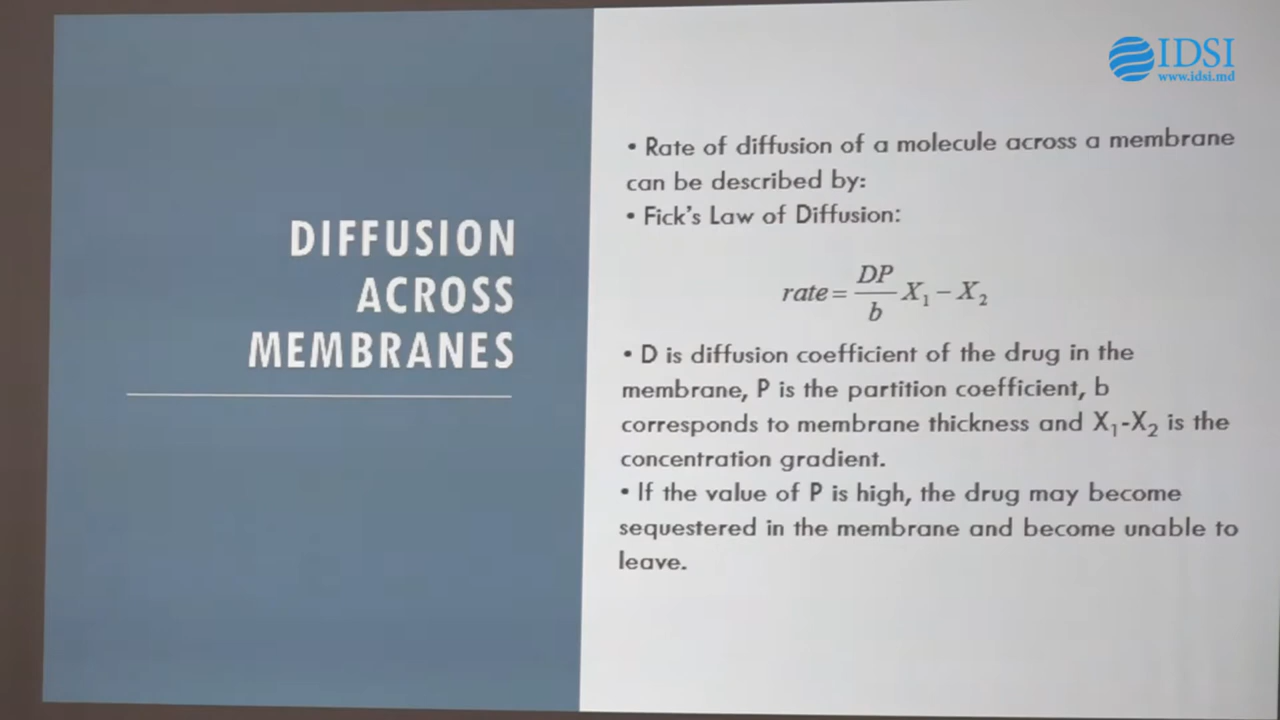 IDSI
www.idsi.md
DIFFUSION
ACROSS
MEMBRANES
• Rate of diffusion of a molecule across a membrane
can be described by:
• Fick's Law of Diffusion:
rate = DP/b X₁ − X₂
• D is diffusion coefficient of the drug in the
membrane, P is the partition coefficient, b
corresponds to membrane thickness and X₁-X₂ is the
concentration gradient.
• If the value of P is high, the drug may become
sequestered in the membrane and become unable to
leave.